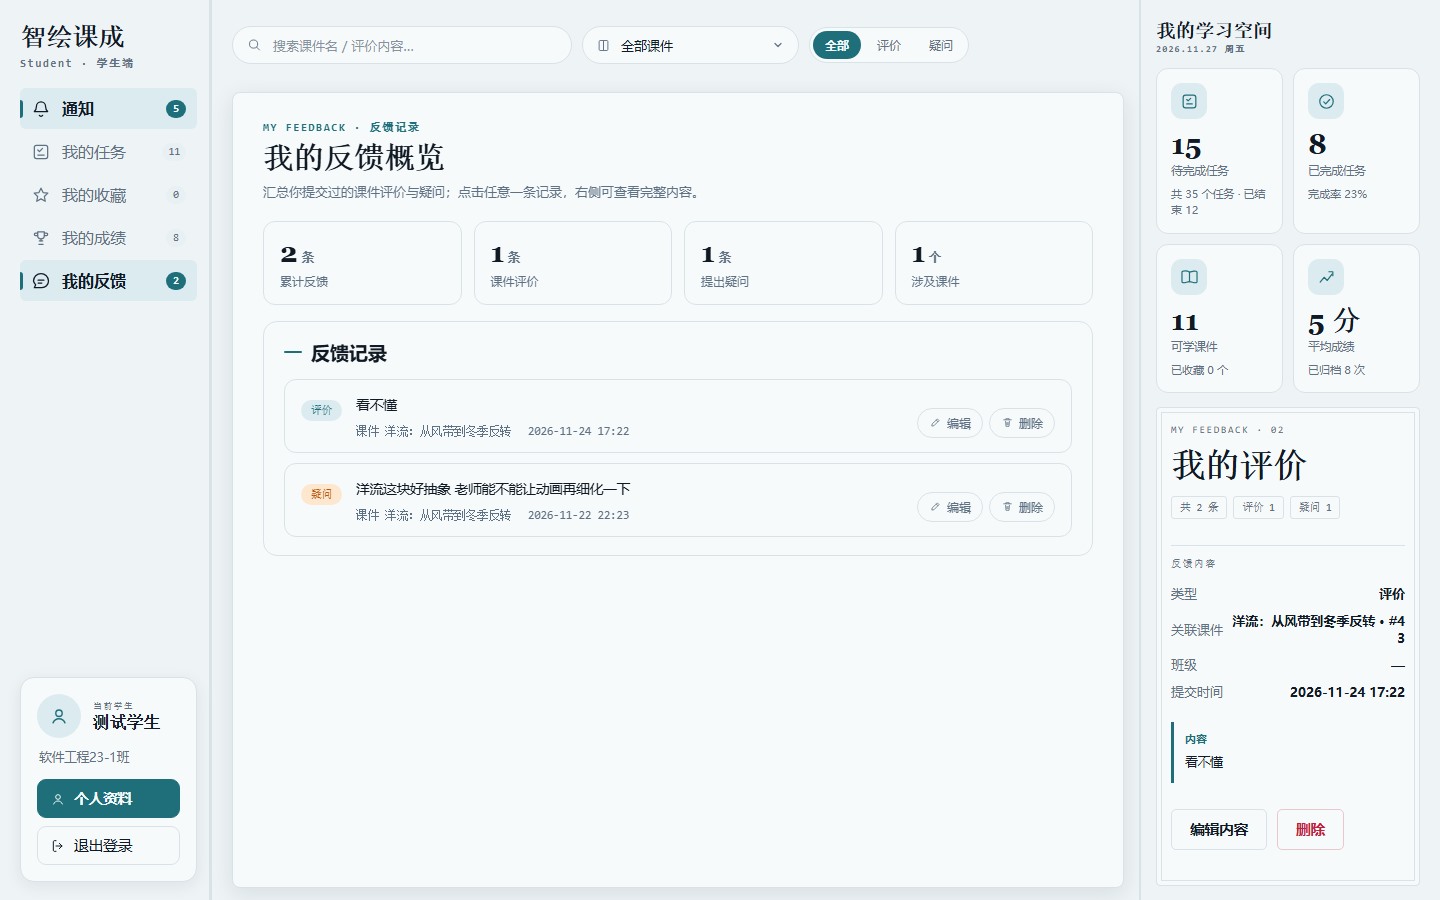 智绘课成
Student · 学生端
通知 5
我的任务 11
我的收藏 0
我的成绩 8
我的反馈 2
当前学生
测试学生
软件工程23-1班
个人资料
退出登录
搜索课件名 / 评价内容...
全部课件
全部 评价 疑问
MY FEEDBACK · 反馈记录
我的反馈概览
汇总你提交过的课件评价与疑问；点击任意一条记录，右侧可查看完整内容。
2 条
累计反馈
1 条
课件评价
1 条
提出疑问
1 个
涉及课件
反馈记录
评价 看不懂
课件 洋流：从风带到冬季反转 2026-11-24 17:22
编辑 删除
疑问 洋流这块好抽象 老师能不能让动画再细化一下
课件 洋流：从风带到冬季反转 2026-11-22 22:23
编辑 删除
我的学习空间
2026.11.27 周五
15
待完成任务
共 35 个任务 · 已结
束 12
8
已完成任务
完成率 23%
11
可学课件
已收藏 0 个
5 分
平均成绩
已归档 8 次
MY FEEDBACK · 02
我的评价
共 2 条 评价 1 疑问 1
反馈内容
类型 评价
关联课件 洋流：从风带到冬季反转 • #4
3
班级 —
提交时间 2026-11-24 17:22
内容
看不懂
编辑内容 删除